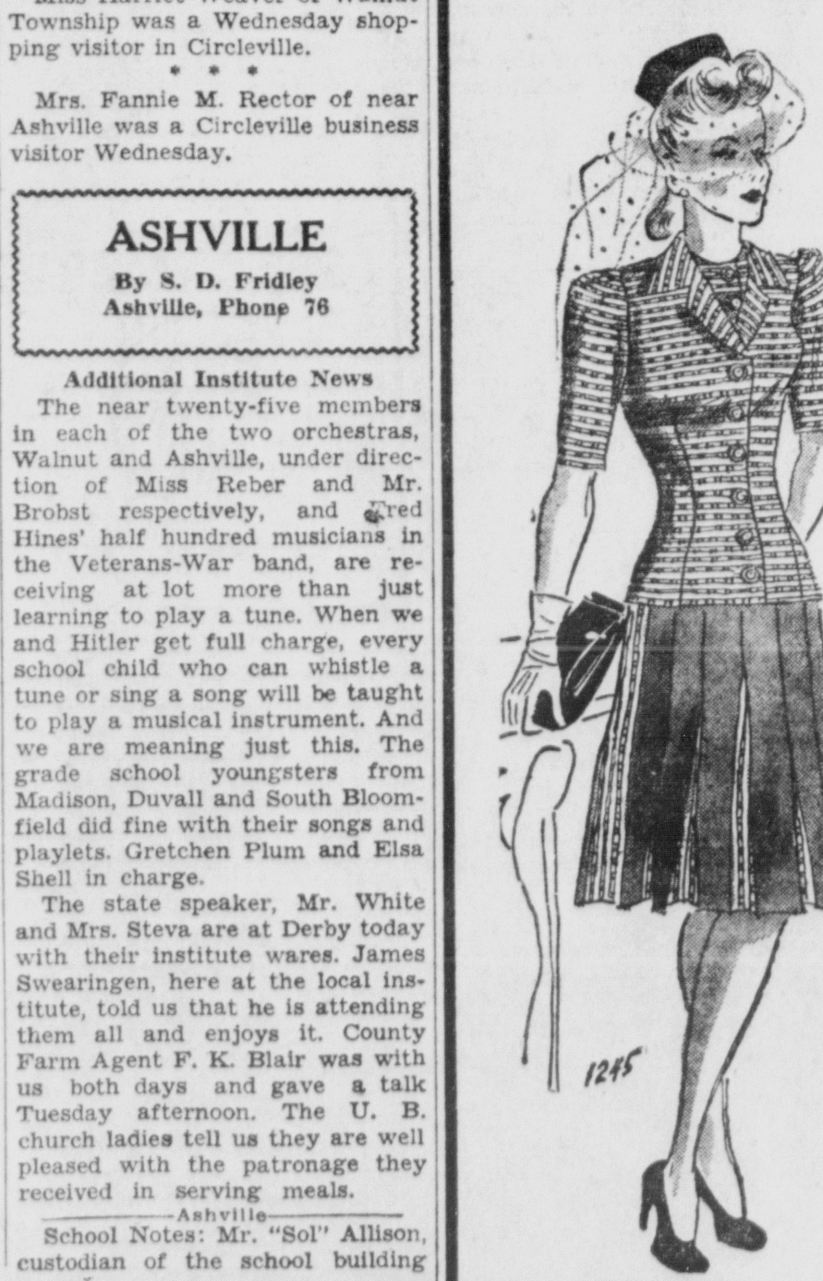 Miss Harriet Weaver of Walnut
Township was a Wednesday shop-
ping visitor in Circleville.
* * *
Mrs. Fannie M. Rector of near
Ashville was a Circleville business
visitor Wednesday.
ASHVILLE
By S. D. Fridley
Ashville, Phone 76
Additional Institute News
The near twenty-five members
in each of the two orchestras,
Walnut and Ashville, under direc-
tion of Miss Reber and Mr.
Brobst respectively, and Fred
Hines' half hundred musicians in
the Veterans-War band, are re-
ceiving at lot more than just
learning to play a tune. When we
and Hitler get full charge, every
school child who can whistle a
tune or sing a song will be taught
to play a musical instrument. And
we are meaning just this. The
grade school youngsters from
Madison, Duvall and South Bloom-
field did fine with their songs and
playlets. Gretchen Plum and Elsa
Shell in charge.
The state speaker, Mr. White
and Mrs. Steva are at Derby today
with their institute wares. James
Swearingen, here at the local ins-
titute, told us that he is attending
them all and enjoys it. County
Farm Agent F. K. Blair was with
us both days and gave a talk
Tuesday afternoon. The U. B.
church ladies tell us they are well
pleased with the patronage they
received in serving meals.
Ashville
School Notes: Mr. "Sol" Allison,
custodian of the school building
1245